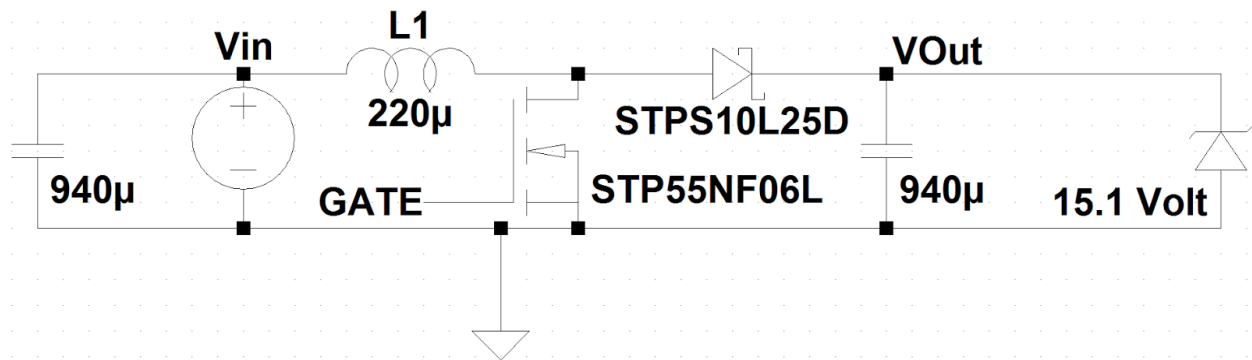 L1
Vin
VOut
220µ
STPS10L25D
940µ
GATE
STP55NF06L
940µ
15.1 Volt